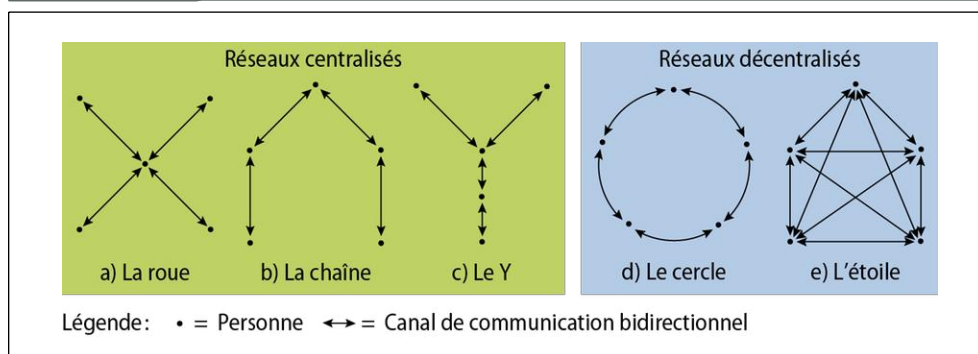 Réseaux centralisés
Réseaux décentralisés
a) La roue
b) La chaîne
c) Le Y
d) Le cercle
e) L'étoile
Légende : • = Personne ↔ = Canal de communication bidirectionnel